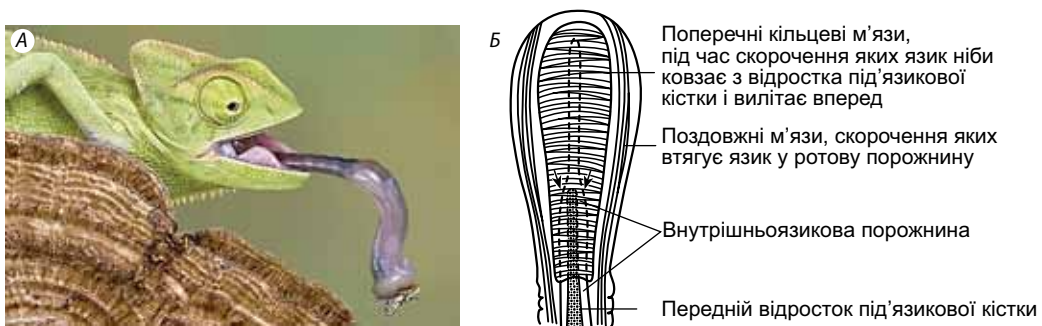 А
Б
Поперечні кільцеві м’язи,
під час скорочення яких язик ніби
ковзає з відростка під’язикової
кістки і вилітає вперед
Поздовжні м’язи, скорочення яких
втягує язик у ротову порожнину
Внутрішньоязикова порожнина
Передній відросток під’язикової кістки